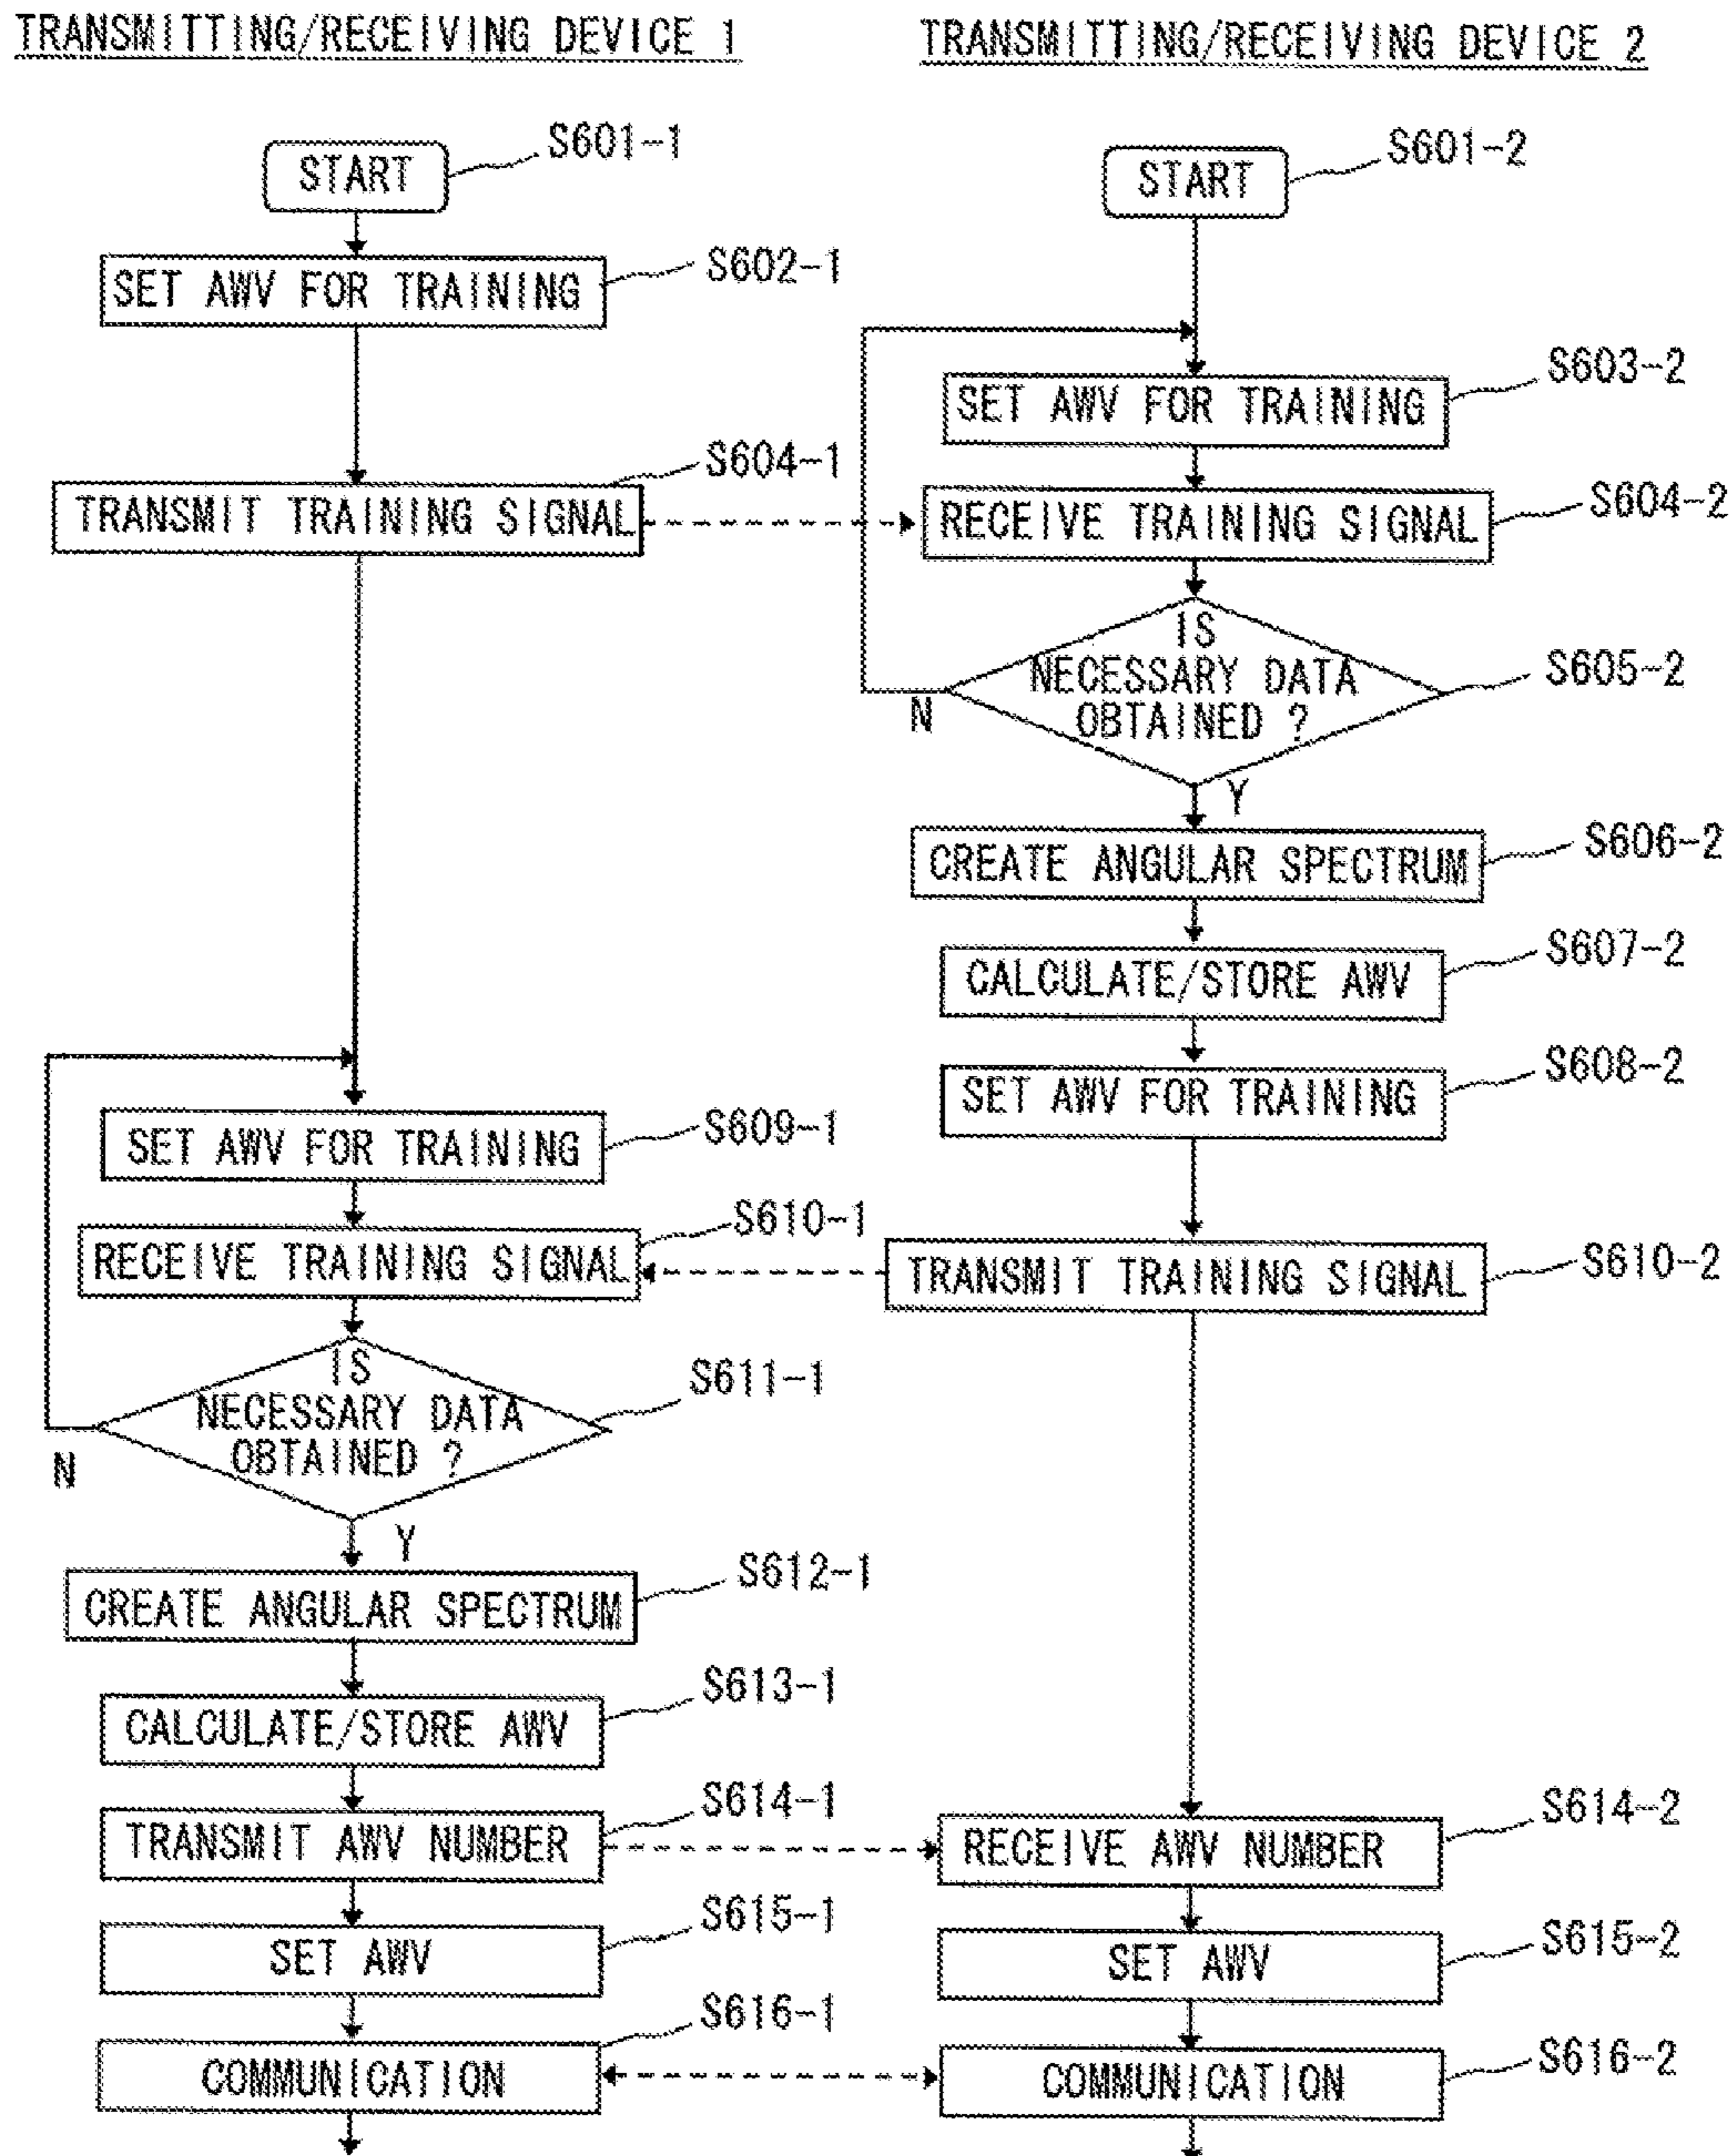 TRANSMITTING/RECEIVING DEVICE 1
TRANSMITTING/RECEIVING DEVICE 2
START
S601-1
START
S601-2
SET AWV FOR TRAINING
S602-1
SET AWV FOR TRAINING
S603-2
TRANSMIT TRAINING SIGNAL
S604-1
RECEIVE TRAINING SIGNAL
S604-2
IS
NECESSARY DATA
OBTAINED ?
S605-2
N
Y
CREATE ANGULAR SPECTRUM
S606-2
CALCULATE/STORE AWV
S607-2
SET AWV FOR TRAINING
S608-2
SET AWV FOR TRAINING
S609-1
RECEIVE TRAINING SIGNAL
S610-1
TRANSMIT TRAINING SIGNAL
S610-2
IS
NECESSARY DATA
OBTAINED ?
S611-1
N
Y
CREATE ANGULAR SPECTRUM
S612-1
CALCULATE/STORE AWV
S613-1
TRANSMIT AWV NUMBER
S614-1
RECEIVE AWV NUMBER
S614-2
SET AWV
S615-1
SET AWV
S615-2
COMMUNICATION
S616-1
COMMUNICATION
S616-2